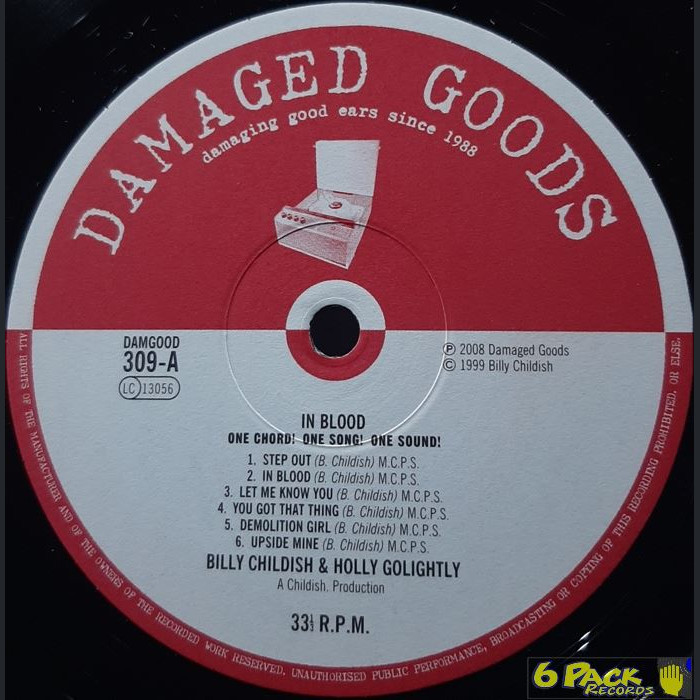 DAMAGED GOODS
damaging good ears since 1988
DAMGOOD
309-A
LC 13056
℗ 2008 Damaged Goods
© 1999 Billy Childish
IN BLOOD
ONE CHORD! ONE SONG! ONE SOUND!
1. STEP OUT (B. Childish) M.C.P.S.
2. IN BLOOD (B. Childish) M.C.P.S.
3. LET ME KNOW YOU (B. Childish) M.C.P.S.
4. YOU GOT THAT THING (B. Childish) M.C.P.S.
5. DEMOLITION GIRL (B. Childish) M.C.P.S.
6. UPSIDE MINE (B. Childish) M.C.P.S.
BILLY CHILDISH & HOLLY GOLIGHTLY
A Childish. Production
33⅓ R.P.M.
ALL RIGHTS OF THE MANUFACTURER AND OF THE OWNERS OF THE RECORDED WORK RESERVED. UNAUTHORISED PUBLIC PERFORMANCE, BROADCASTING OR COPYING OF THIS RECORDING PROHIBITED. OR ELSE.
6 PACK
RECORDS